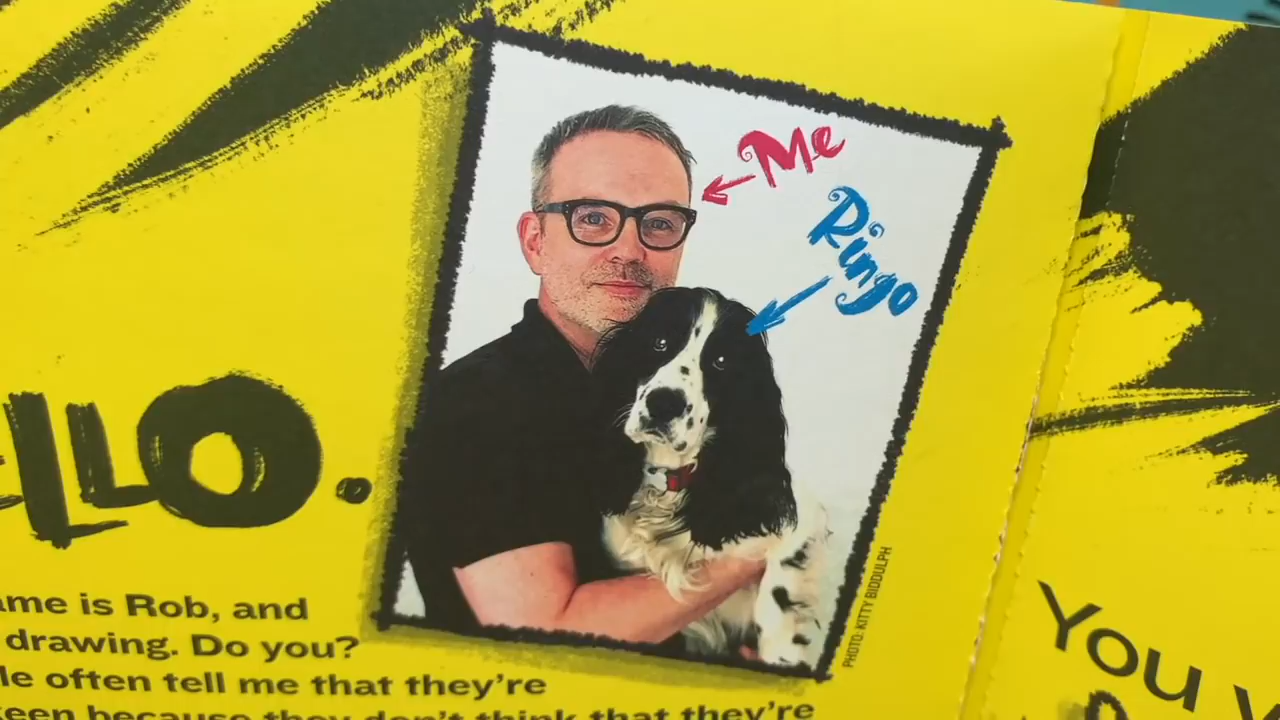 Me
Ringo
ELLO.
PHOTO: KITTY BIDDULPH
ame is Rob, and
drawing. Do you?
le often tell me that they're
keen because they don't think that they're
You